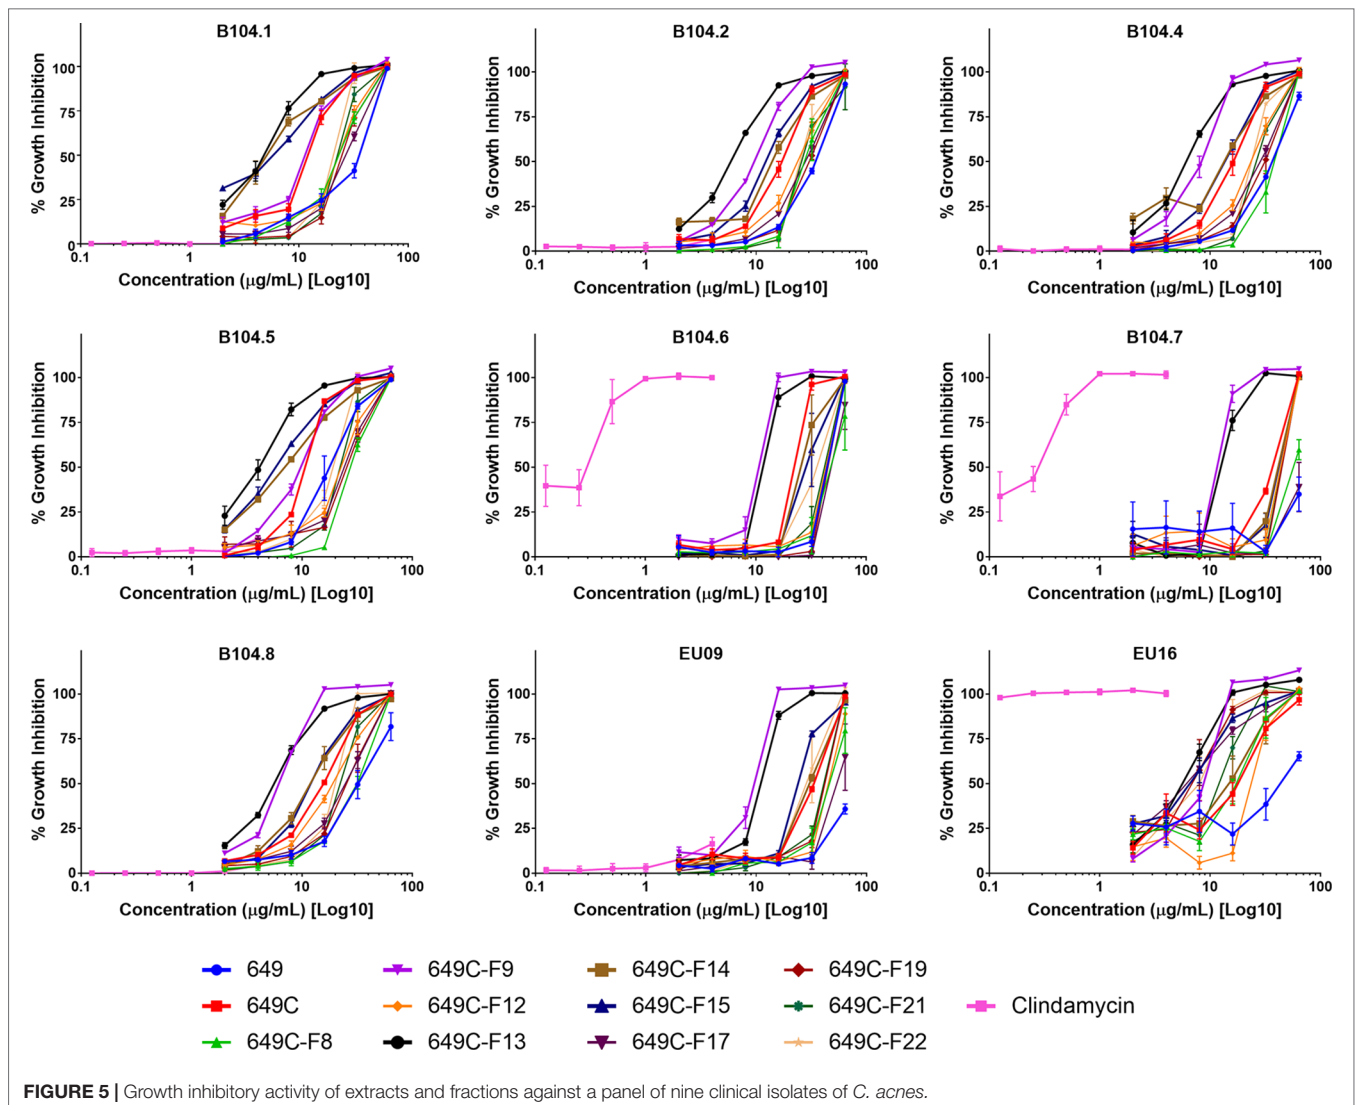 B104.1
% Growth Inhibition
100
75
50
25
0
0.1
1
10
100
Concentration (μg/mL) [Log10]
B104.2
% Growth Inhibition
100
75
50
25
0
0.1
1
10
100
Concentration (μg/mL) [Log10]
B104.4
% Growth Inhibition
100
75
50
25
0
0.1
1
10
100
Concentration (μg/mL) [Log10]
B104.5
% Growth Inhibition
100
75
50
25
0
0.1
1
10
100
Concentration (μg/mL) [Log10]
B104.6
% Growth Inhibition
100
75
50
25
0
0.1
1
10
100
Concentration (μg/mL) [Log10]
B104.7
% Growth Inhibition
100
75
50
25
0
0.1
1
10
100
Concentration (μg/mL) [Log10]
B104.8
% Growth Inhibition
100
75
50
25
0
0.1
1
10
100
Concentration (μg/mL) [Log10]
EU09
% Growth Inhibition
100
75
50
25
0
0.1
1
10
100
Concentration (μg/mL) [Log10]
EU16
% Growth Inhibition
100
75
50
25
0
0.1
1
10
100
Concentration (μg/mL) [Log10]
649
649C
649C-F8
649C-F9
649C-F12
649C-F13
649C-F14
649C-F15
649C-F17
649C-F19
649C-F21
649C-F22
Clindamycin
FIGURE 5 | Growth inhibitory activity of extracts and fractions against a panel of nine clinical isolates of C. acnes.